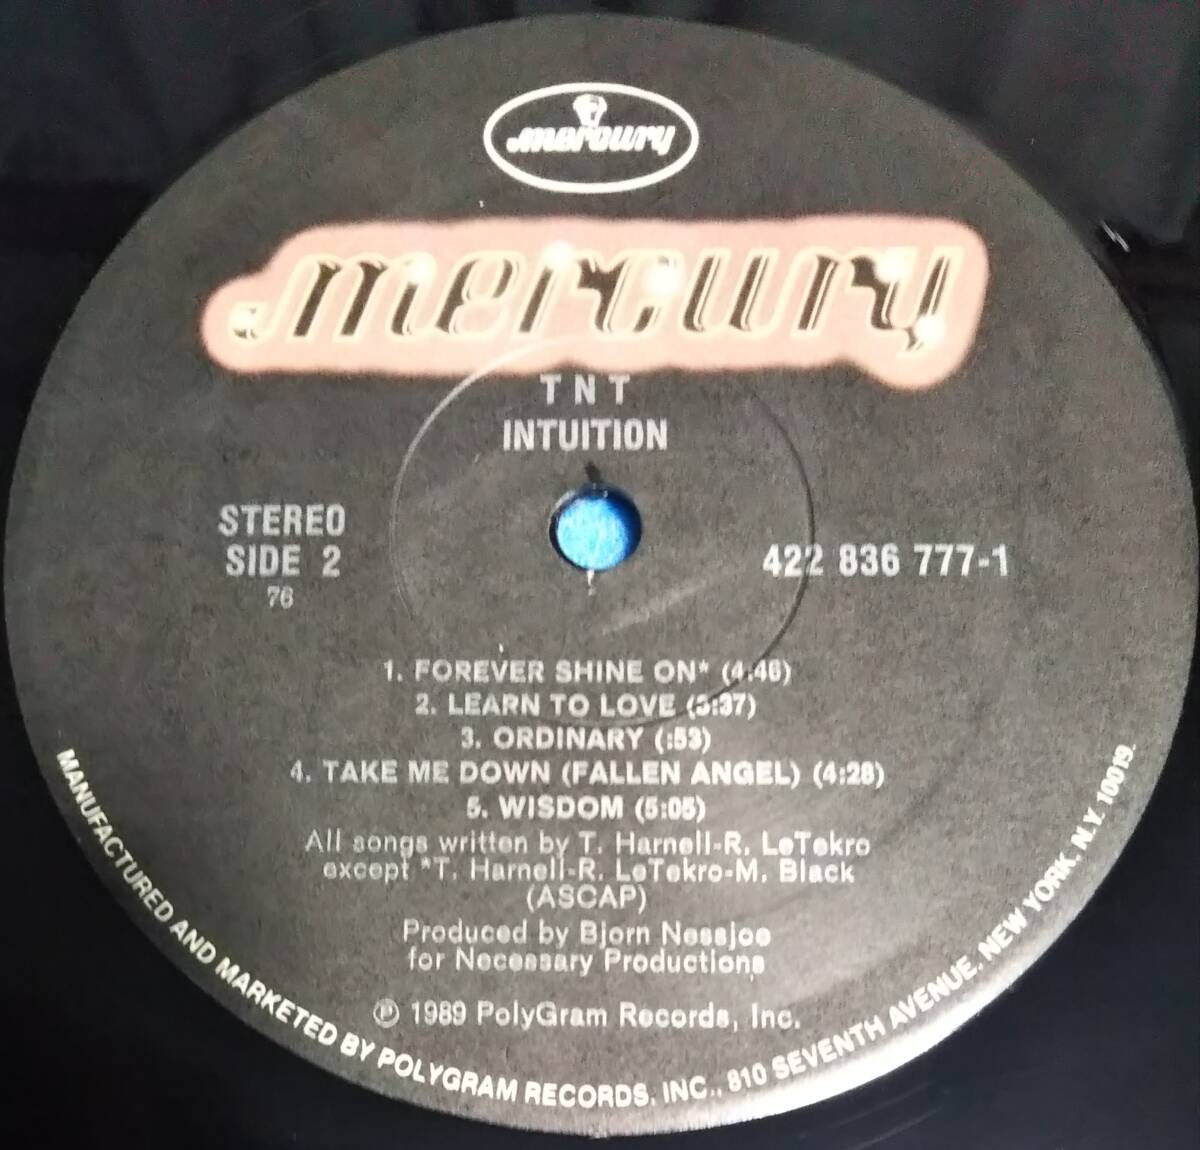 mercury
mercury
TNT
INTUITION
STEREO
SIDE 2
76
422 836 777-1
1. FOREVER SHINE ON* (4:46)
2. LEARN TO LOVE (3:37)
3. ORDINARY (:53)
4. TAKE ME DOWN (FALLEN ANGEL) (4:28)
5. WISDOM (5:05)
All songs written by T. Harnell-R. LeTekro
except *T. Harnell-R. LeTekro-M. Black
(ASCAP)
Produced by Bjorn Nessjoe
for Necessary Productions
℗ 1989 PolyGram Records, Inc.
MANUFACTURED AND MARKETED BY POLYGRAM RECORDS, INC., 810 SEVENTH AVENUE, NEW YORK, N.Y. 10019.